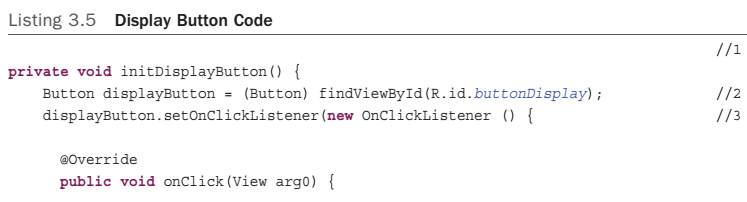 Listing 3.5 Display Button Code
//1
private void initDisplayButton() {
Button displayButton = (Button) findViewById(R.id.buttonDisplay); //2
displayButton.setOnClickListener(new OnClickListener () { //3
@Override
public void onClick(View arg0) {